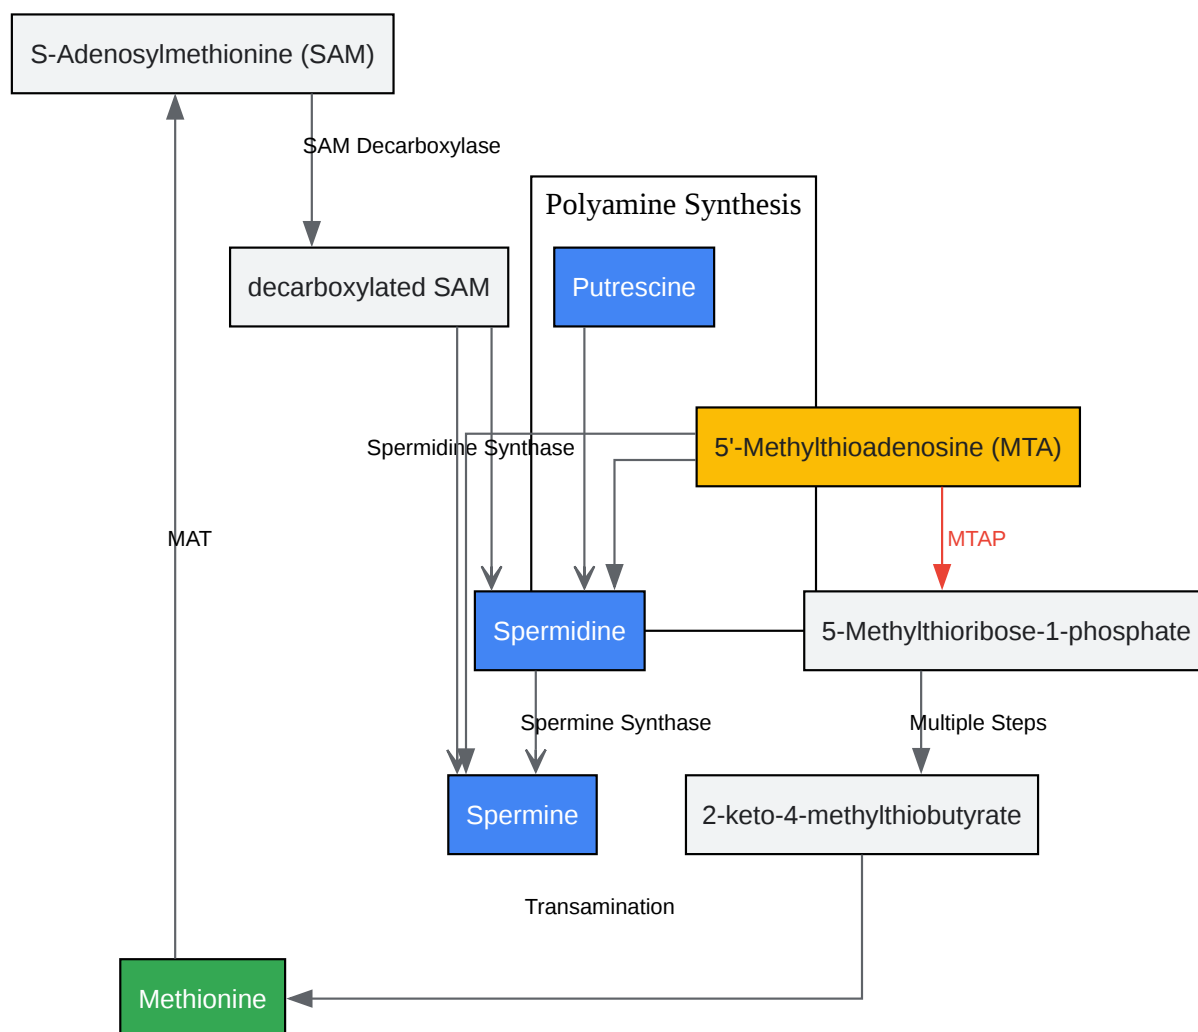 S-Adenosylmethionine (SAM)
SAM Decarboxylase
Polyamine Synthesis
decarboxylated SAM
Putrescine
Spermidine Synthase
5'-Methylthioadenosine (MTA)
MAT
MTAP
Spermidine
5-Methylthioribose-1-phosphate
Spermine Synthase
Multiple Steps
Spermine
2-keto-4-methylthiobutyrate
Transamination
Methionine